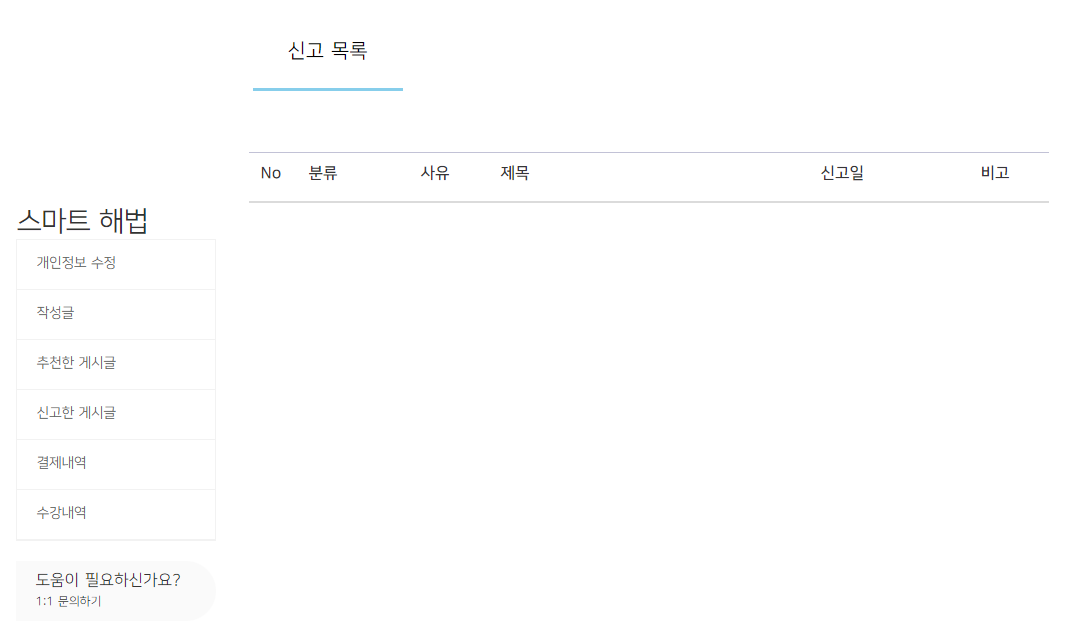 신고 목록
No 분류 사유 제목 신고일 비고
스마트 해법
개인정보 수정
작성글
추천한 게시글
신고한 게시글
결제내역
수강내역
도움이 필요하신가요?
1:1 문의하기